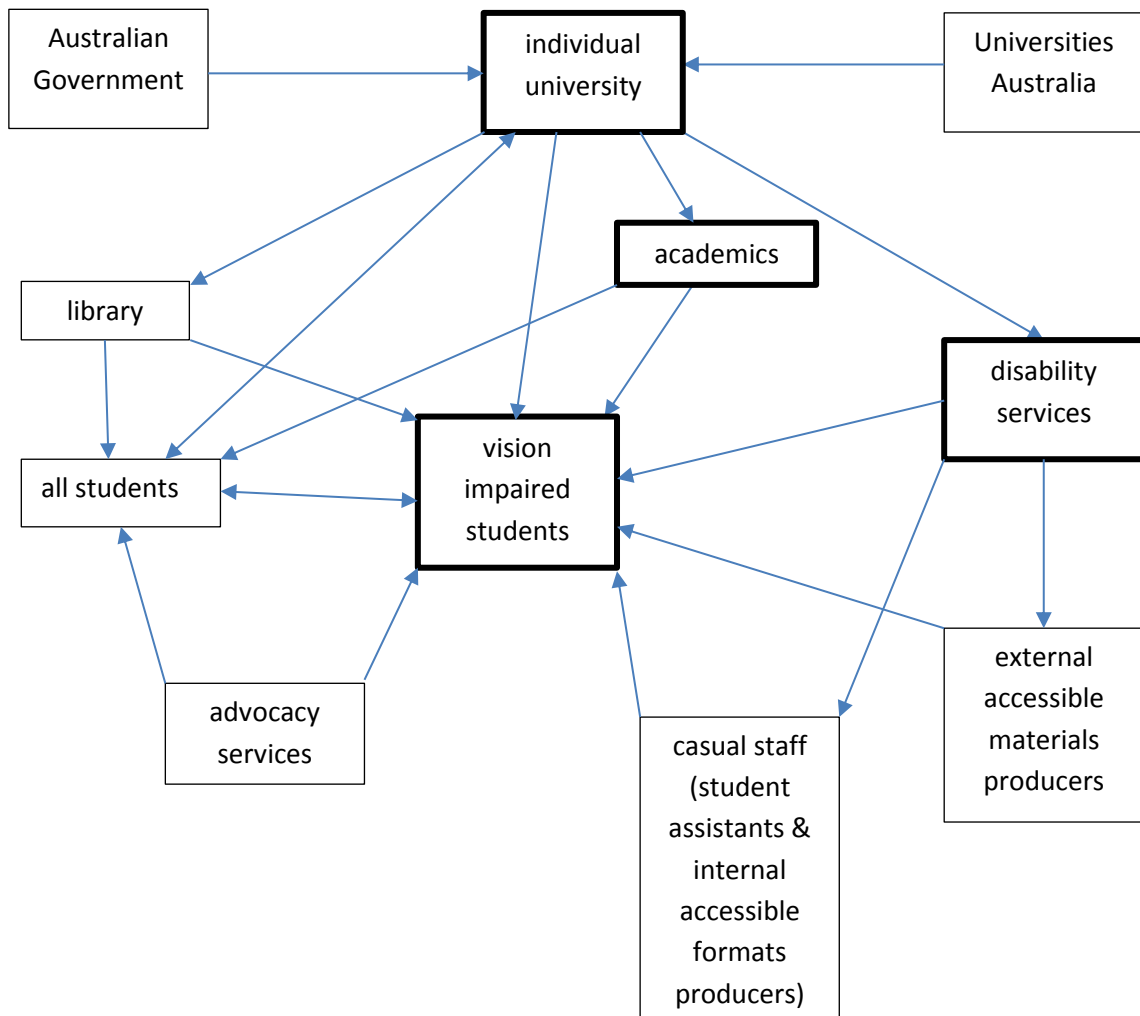 Australian
Government
individual
university
Universities
Australia
academics
library
disability
services
vision
impaired
students
all students
external
accessible
materials
producers
advocacy
services
casual staff
(student
assistants &
internal
accessible
formats
producers)